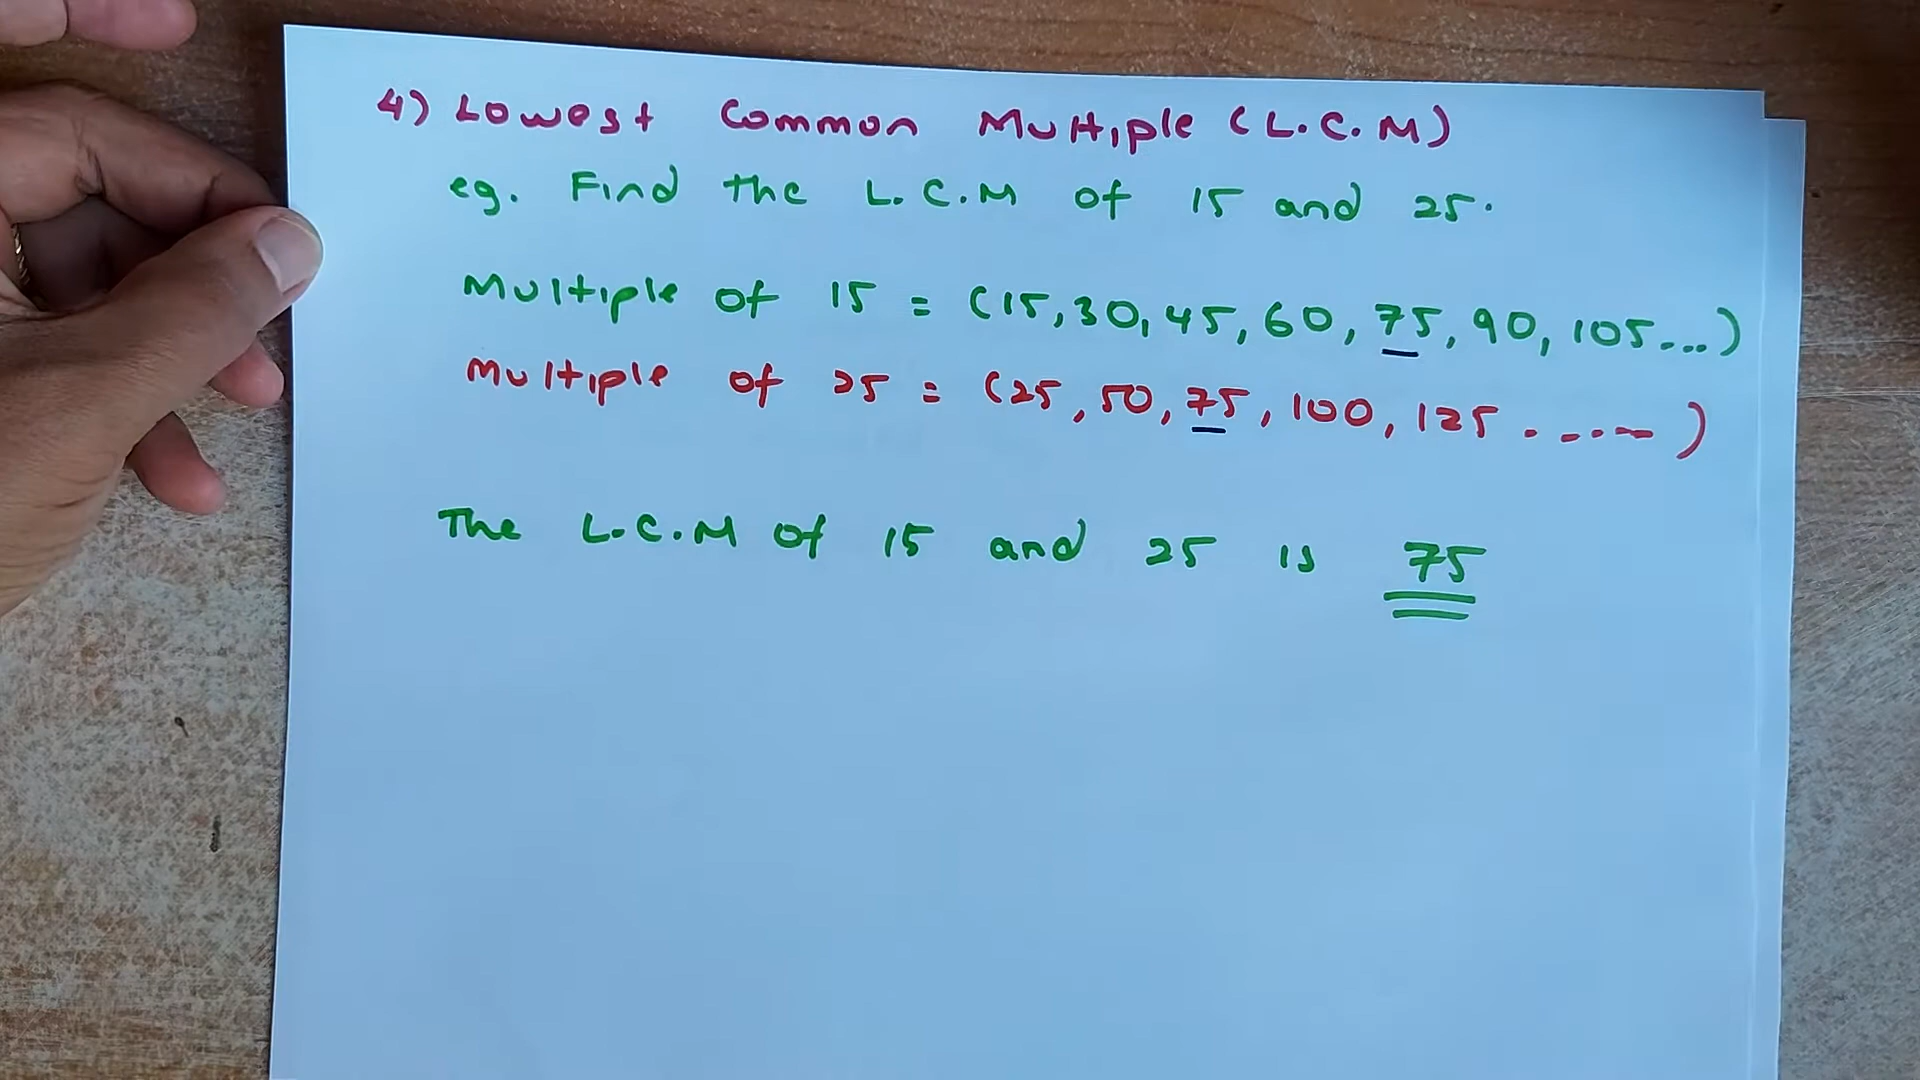 4) Lowest Common Multiple (L.C.M)
eg. Find the L.C.M of 15 and 25.
Multiple of 15 = (15,30,45,60,75,90,105...)
Multiple of 25 = (25,50,75,100,125......)
The L.C.M of 15 and 25 is 75